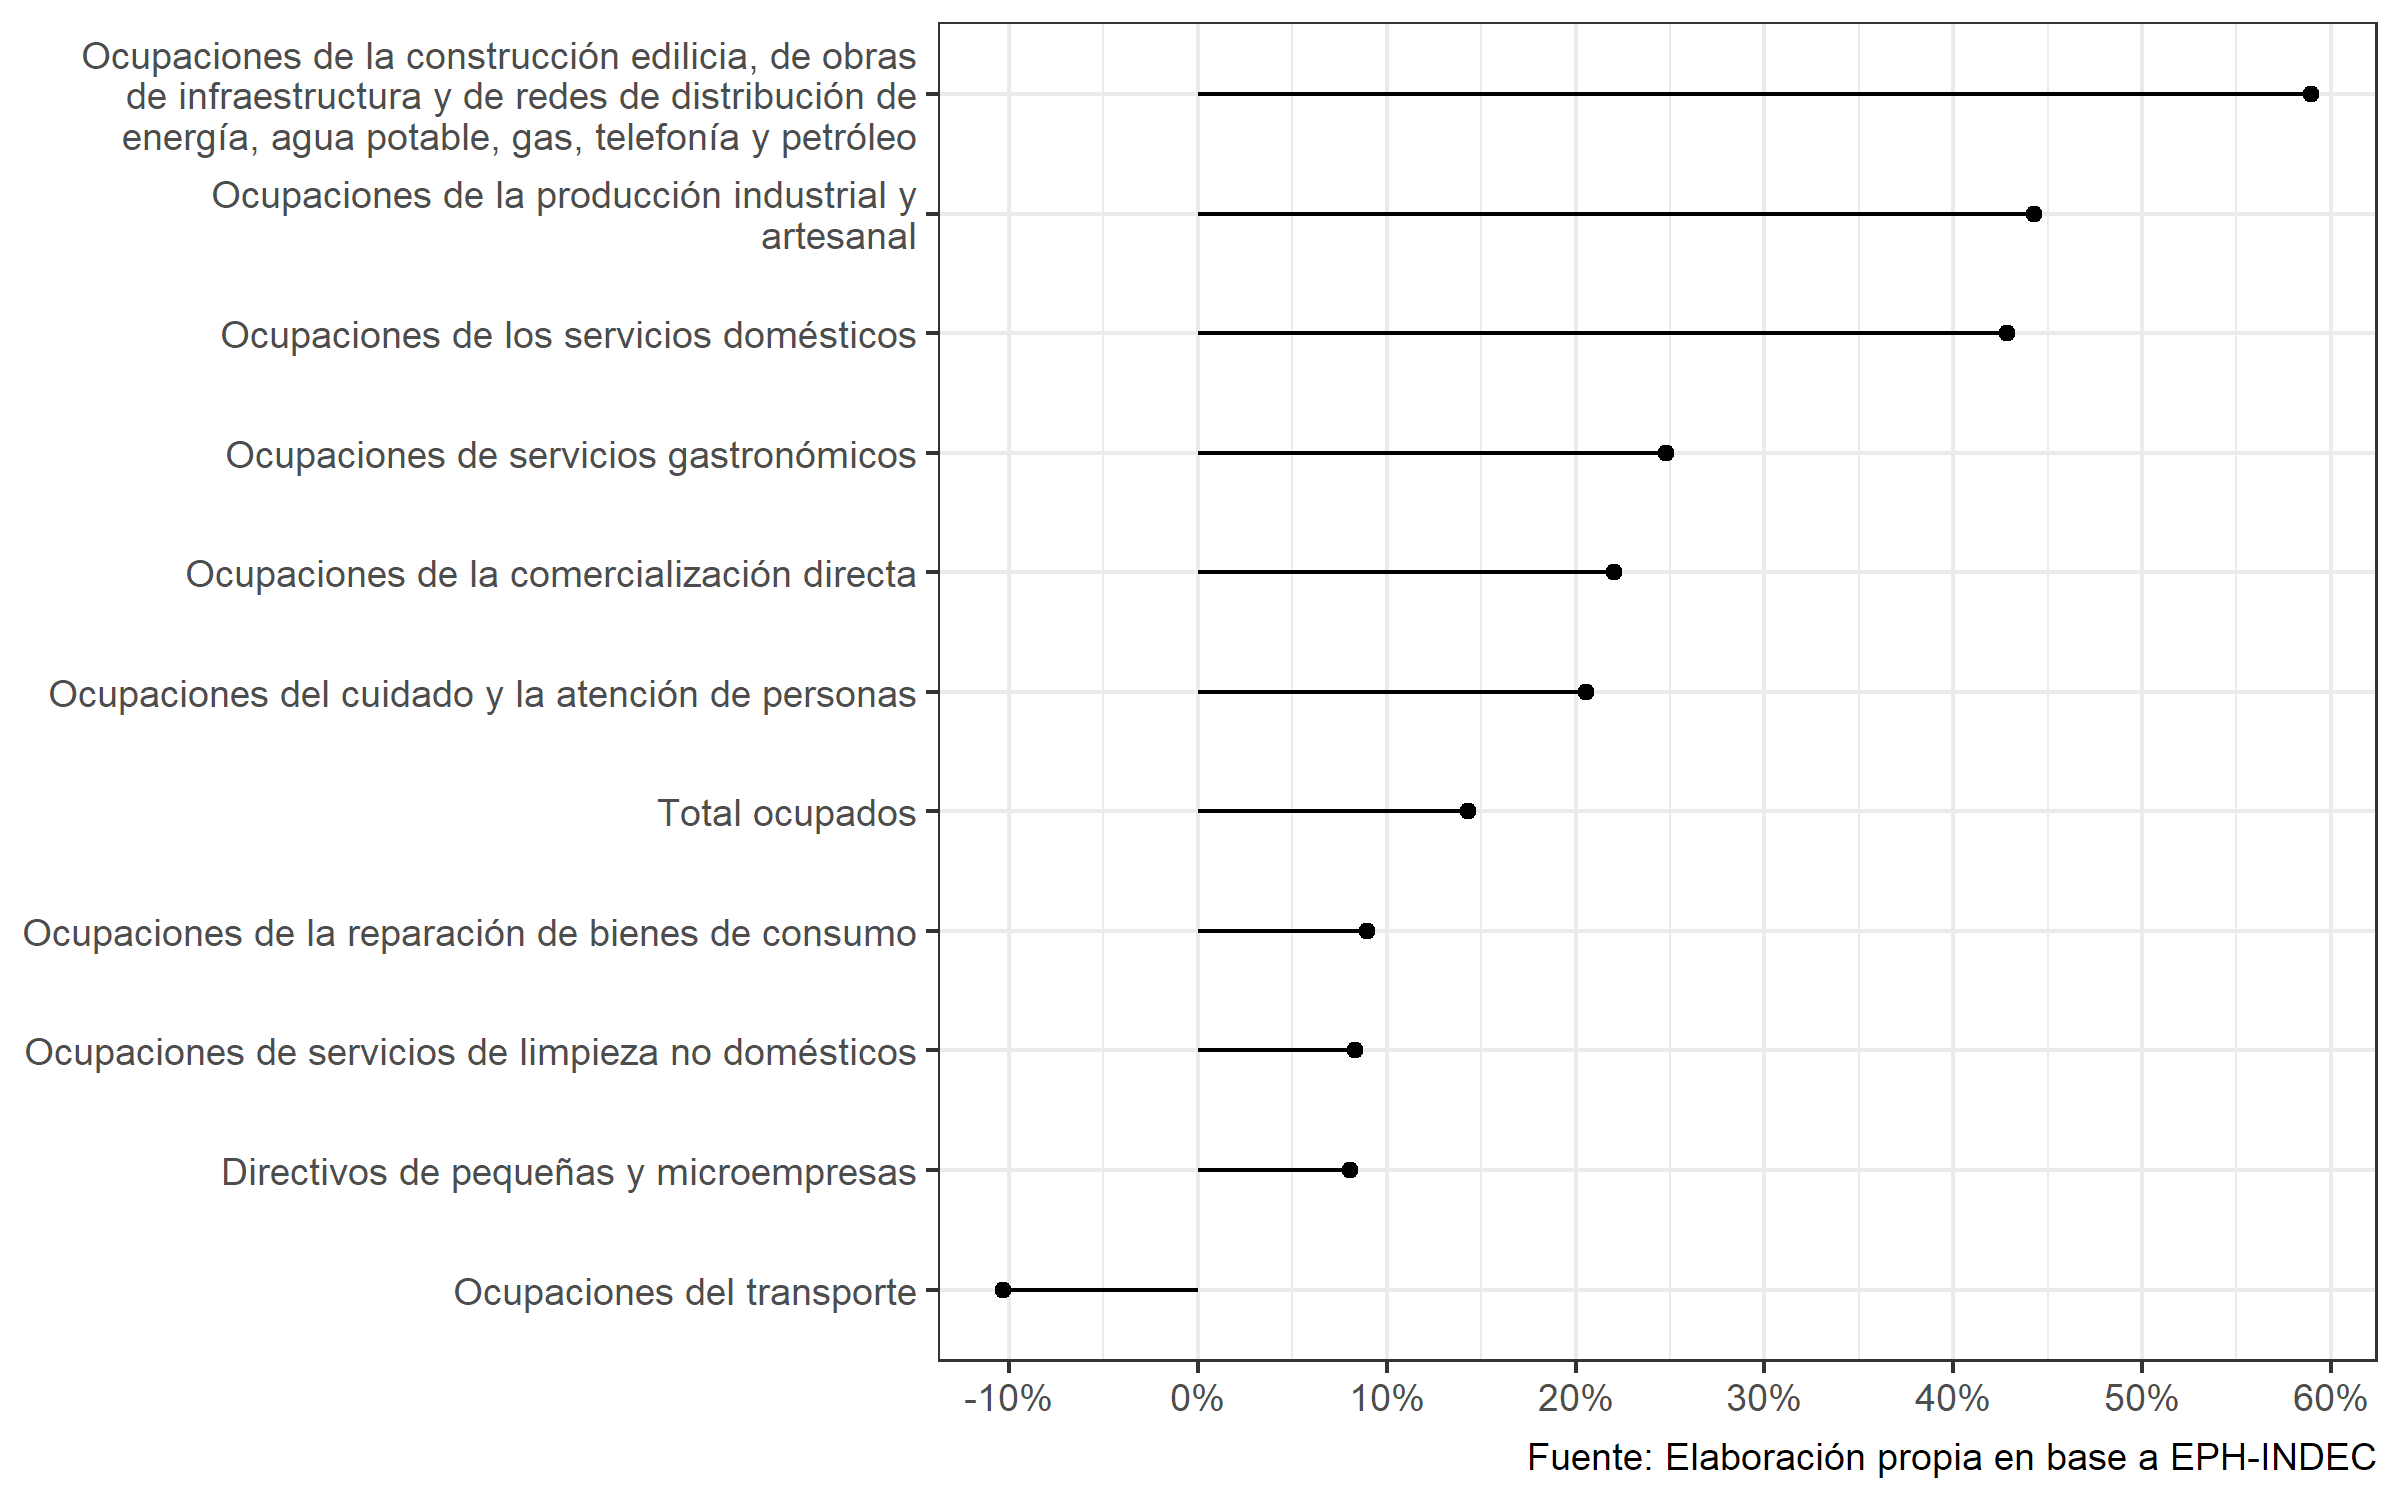 Ocupaciones de la construcción edilicia, de obras
de infraestructura y de redes de distribución de
energía, agua potable, gas, telefonía y petróleo
Ocupaciones de la producción industrial y
artesanal
Ocupaciones de los servicios domésticos
Ocupaciones de servicios gastronómicos
Ocupaciones de la comercialización directa
Ocupaciones del cuidado y la atención de personas
Total ocupados
Ocupaciones de la reparación de bienes de consumo
Ocupaciones de servicios de limpieza no domésticos
Directivos de pequeñas y microempresas
Ocupaciones del transporte
-10% 0% 10% 20% 30% 40% 50% 60%
Fuente: Elaboración propia en base a EPH-INDEC